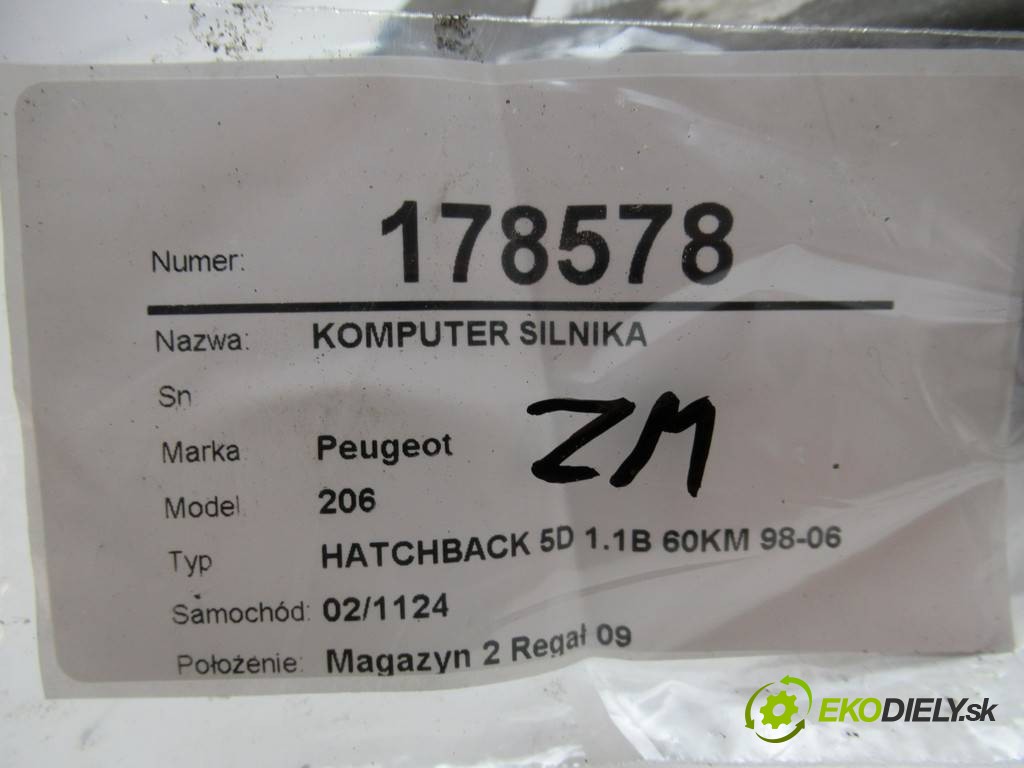 Numer: 178578
Nazwa: KOMPUTER SILNIKA
Sn
Marka Peugeot
ZM
Model 206
Typ HATCHBACK 5D 1.1B 60KM 98-06
Samochód: 02/1124
Położenie: Magazyn 2 Regał 09
EKODIELY.sk